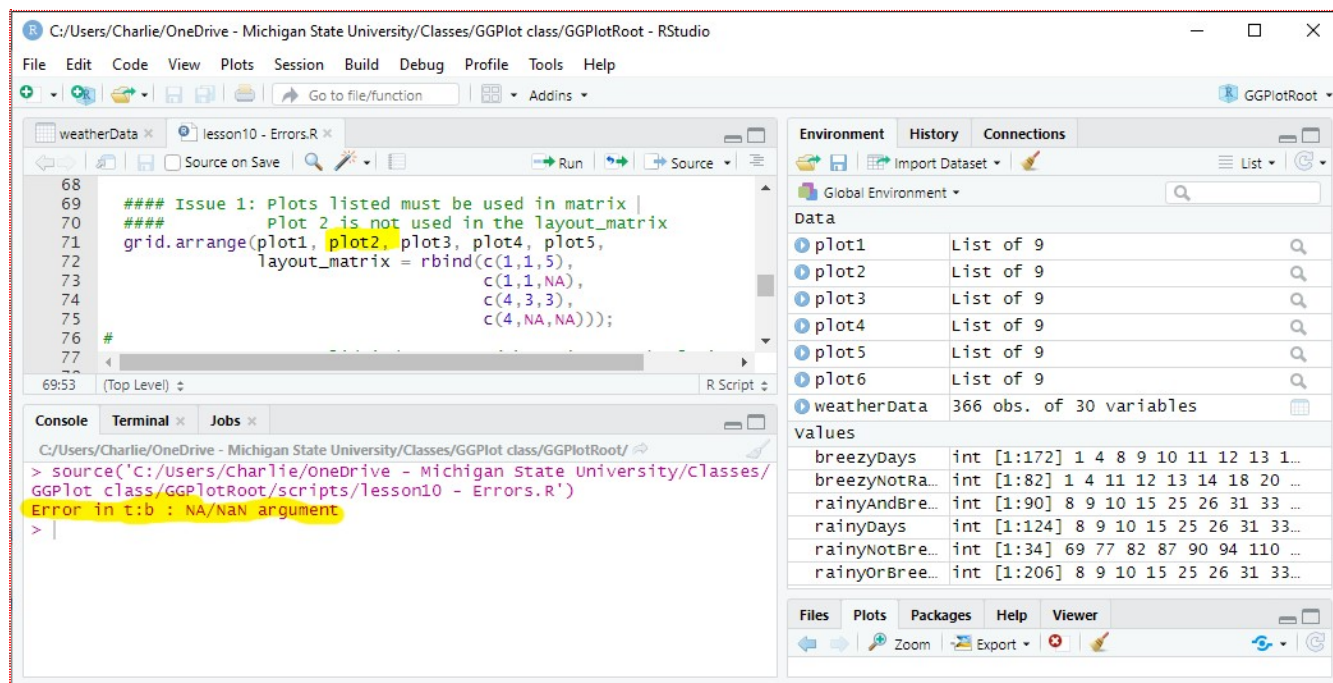 C:/Users/Charlie/OneDrive - Michigan State University/Classes/GGPlot class/GGPlotRoot - RStudio
File Edit Code View Plots Session Build Debug Profile Tools Help
Go to file/function Addins GGPlotRoot
weatherData lesson10 - Errors.R
Source on Save Run Source
68
69 #### Issue 1: Plots listed must be used in matrix
70 #### Plot 2 is not used in the layout_matrix
71 grid.arrange(plot1, plot2, plot3, plot4, plot5,
72 layout_matrix = rbind(c(1,1,5),
73 c(1,1,NA),
74 c(4,3,3),
75 c(4,NA,NA)));
76 #
77
69:53 (Top Level) R Script
Console Terminal Jobs
C:/Users/Charlie/OneDrive - Michigan State University/Classes/GGPlot class/GGPlotRoot/
> source('C:/Users/Charlie/OneDrive - Michigan State University/Classes/
GGPlot class/GGPlotRoot/scripts/lesson10 - Errors.R')
Error in t:b : NA/NaN argument
>
Environment History Connections
Import Dataset List
Global Environment
Data
plot1 List of 9
plot2 List of 9
plot3 List of 9
plot4 List of 9
plot5 List of 9
plot6 List of 9
weatherData 366 obs. of 30 variables
Values
breezyDays int [1:172] 1 4 8 9 10 11 12 13 1…
breezyNotRa… int [1:82] 1 4 11 12 13 14 18 20 …
rainyAndBre… int [1:90] 8 9 10 15 25 26 31 33 …
rainyDays int [1:124] 8 9 10 15 25 26 31 33…
rainyNotBre… int [1:34] 69 77 82 87 90 94 110 …
rainyOrBree… int [1:206] 8 9 10 15 25 26 31 33…
Files Plots Packages Help Viewer
Zoom Export